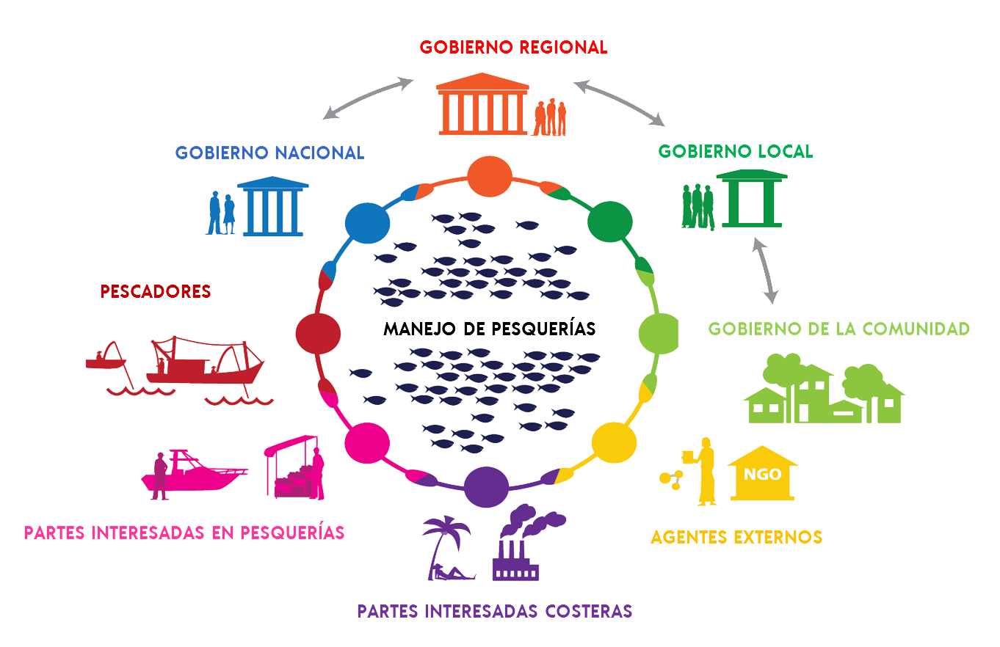 GOBIERNO REGIONAL
GOBIERNO NACIONAL
GOBIERNO LOCAL
PESCADORES
MANEJO DE PESQUERÍAS
GOBIERNO DE LA COMUNIDAD
NGO
PARTES INTERESADAS EN PESQUERÍAS
AGENTES EXTERNOS
PARTES INTERESADAS COSTERAS